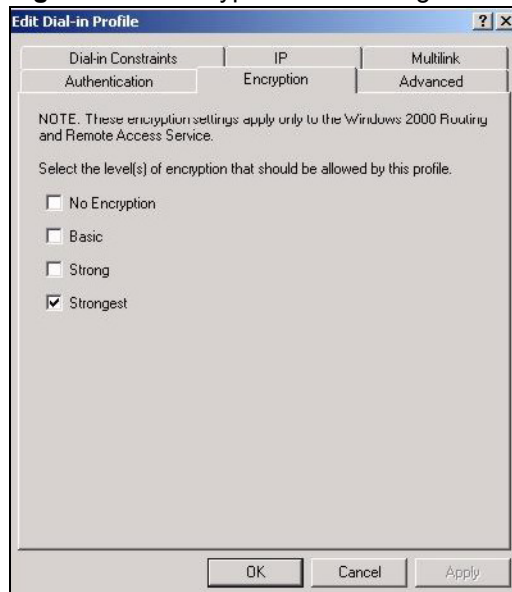 Edit Dial-in Profile
Dial-in Constraints IP Multilink
Authentication Encryption Advanced
NOTE. These encryption settings apply only to the Windows 2000 Routing
and Remote Access Service.
Select the level(s) of encryption that should be allowed by this profile.
No Encryption
Basic
Strong
Strongest
OK Cancel Apply